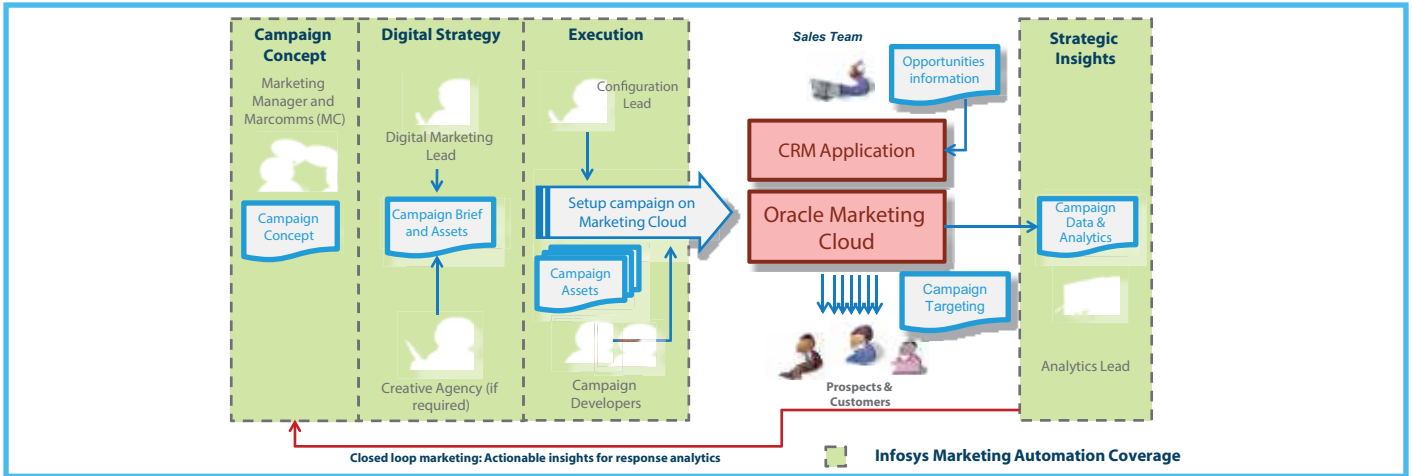 Campaign
Concept
Marketing
Manager and
Marcomms (MC)
Campaign
Concept
Digital Strategy
Digital Marketing
Lead
Campaign Brief
and Assets
Creative Agency (if
required)
Execution
Configuration
Lead
Setup campaign on
Marketing Cloud
Campaign
Assets
Campaign
Developers
Sales Team
Opportunities
information
CRM Application
Oracle Marketing
Cloud
Campaign
Targeting
Prospects &
Customers
Strategic
Insights
Campaign
Data &
Analytics
Analytics Lead
Closed loop marketing: Actionable insights for response analytics
Infosys Marketing Automation Coverage